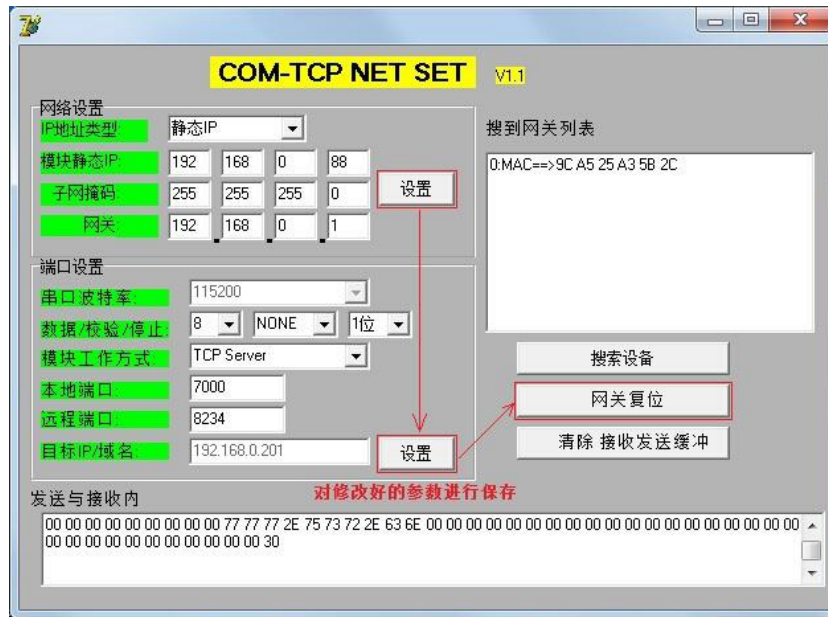 COM-TCP NET SET V1.1
网络设置
IP地址类型: 静态IP
模块静态IP: 192 168 0 88
子网掩码: 255 255 255 0
设置
网关: 192 168 0 1
端口设置
串口波特率: 115200
数据/校验/停止: 8 NONE 1位
模块工作方式: TCP Server
本地端口: 7000
远程端口: 8234
目标IP/域名: 192.168.0.201
设置
对修改好的参数进行保存
搜到网关列表
0:MAC==>9C A5 25 A3 5B 2C
搜索设备
网关复位
清除 接收发送缓冲
发送与接收内
00 00 00 00 00 00 00 00 00 77 77 77 2E 75 73 72 2E 63 6E 00 00 00 00 00 00 00 00 00 00 00 00 00 00 00 00 00 00 00
00 00 00 00 00 00 00 00 00 00 00 30